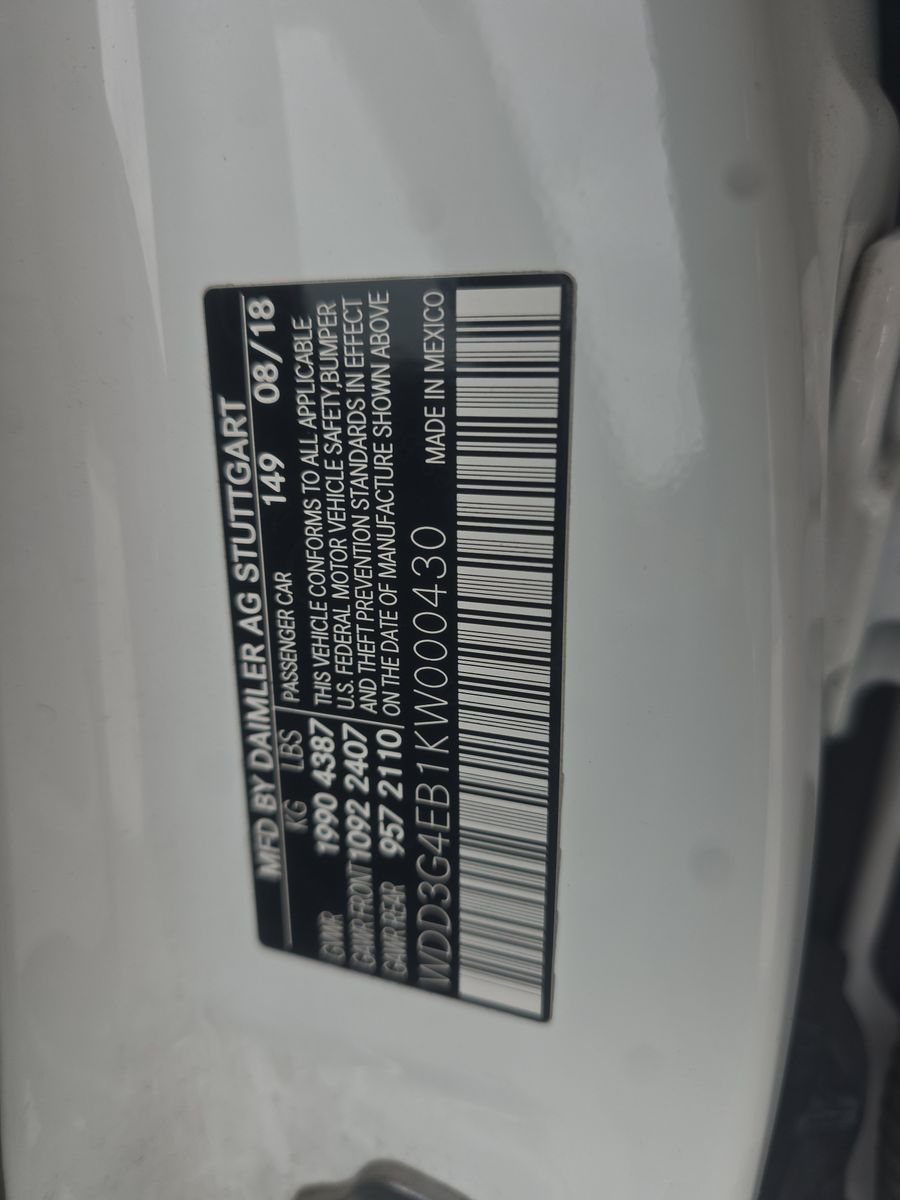 MFD BY DAIMLER AG STUTTGART
KG LBS PASSENGER CAR 149 08/18
GVWR 1990 4387 THIS VEHICLE CONFORMS TO ALL APPLICABLE
GAWR FRONT 1092 2407 U.S. FEDERAL MOTOR VEHICLE SAFETY,BUMPER
GAWR REAR 957 2110 AND THEFT PREVENTION STANDARDS IN EFFECT
ON THE DATE OF MANUFACTURE SHOWN ABOVE
WDD3G4EB1KW000430 MADE IN MEXICO